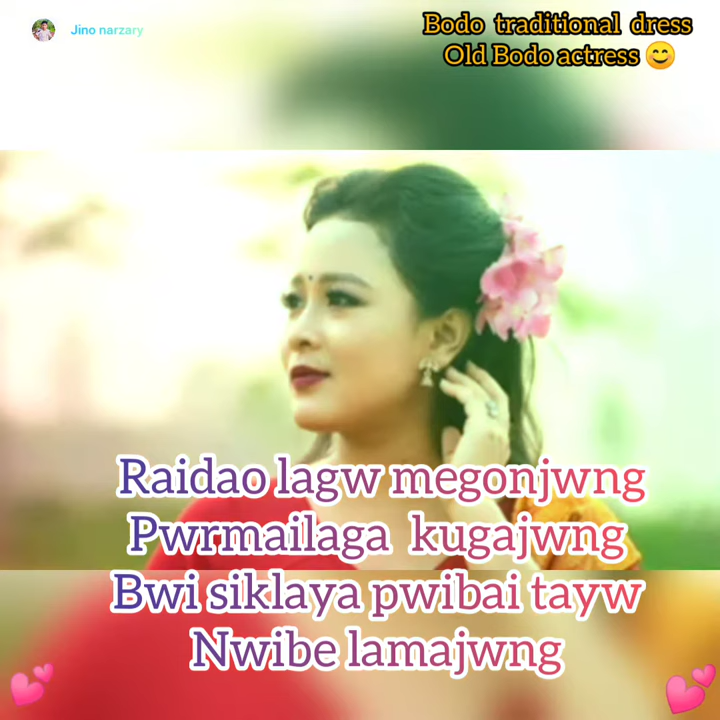 Jino narzary
Bodo traditional dress
Old Bodo actress 😊
Raidao lagw megonjwng
Pwrmailaga kugajwng
Bwi siklaya pwibai tayw
Nwibe lamajwng